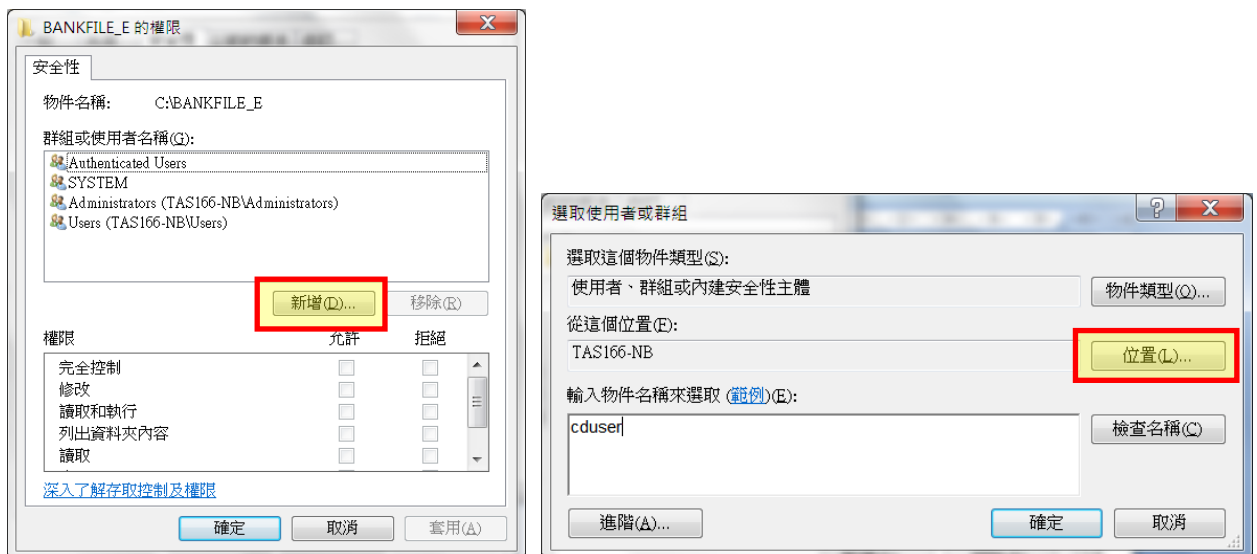 BANKFILE_E 的權限
安全性
物件名稱: C:\BANKFILE_E
群組或使用者名稱(G):
Authenticated Users
SYSTEM
Administrators (TAS166-NB\Administrators)
Users (TAS166-NB\Users)
新增(D)... 移除(R)
權限 允許 拒絕
完全控制
修改
讀取和執行
列出資料夾內容
讀取
深入了解存取控制及權限
確定 取消 套用(A)
選取使用者或群組
選取這個物件類型(S):
使用者、群組或內建安全性主體 物件類型(O)...
從這個位置(F):
TAS166-NB 位置(L)...
輸入物件名稱來選取 (範例)(E):
cduser 檢查名稱(C)
進階(A)... 確定 取消